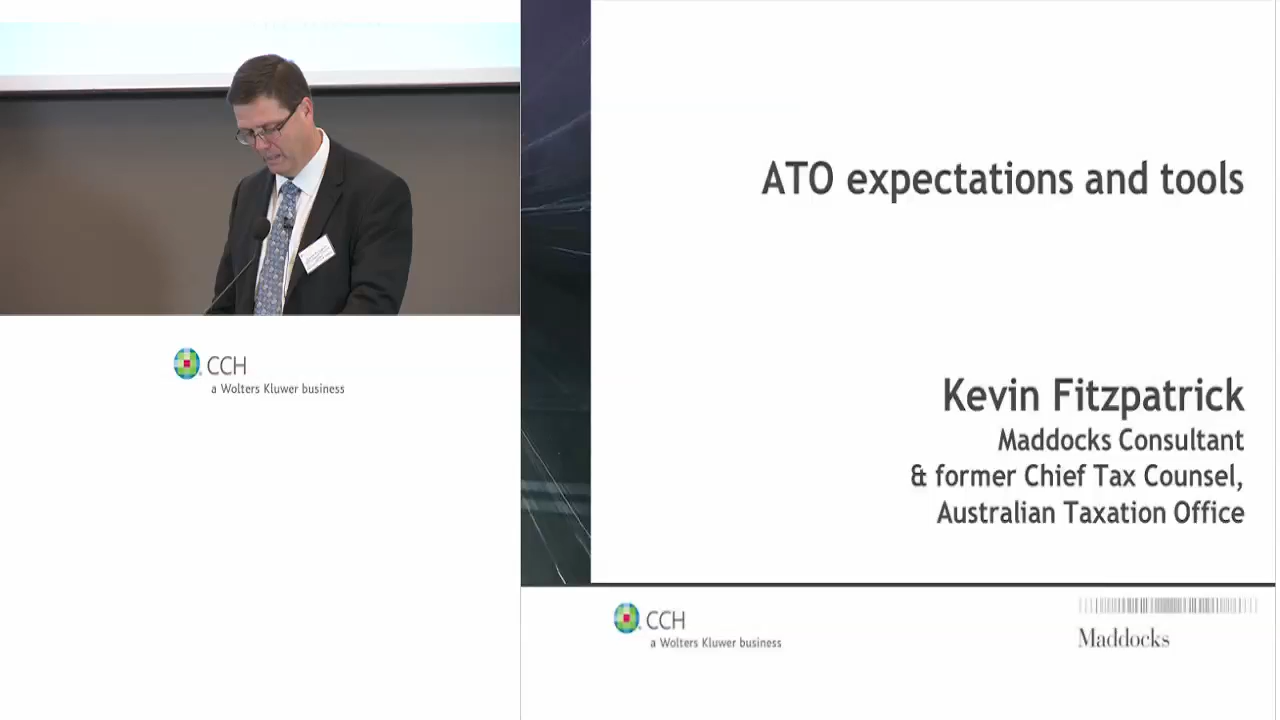 CCH
a Wolters Kluwer business
ATO expectations and tools
Kevin Fitzpatrick
Maddocks Consultant
& former Chief Tax Counsel,
Australian Taxation Office
CCH
a Wolters Kluwer business
Maddocks